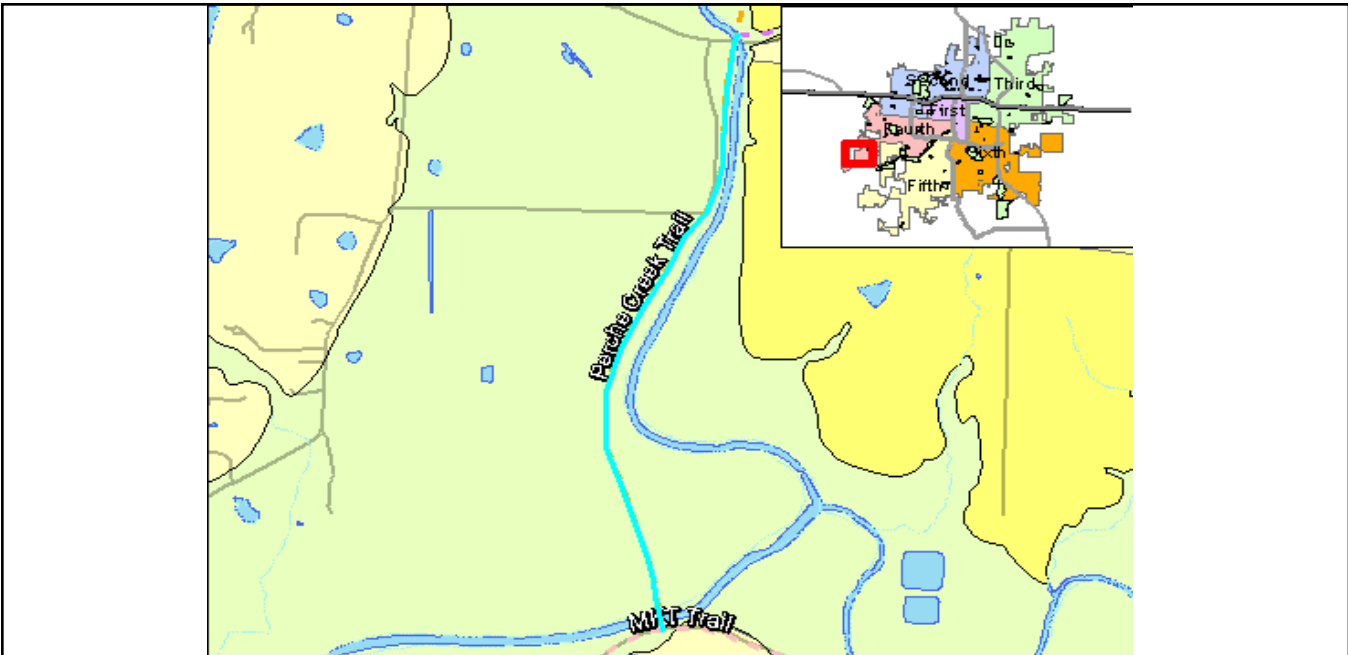 Second
Third
First
Fourth
Sixth
Fifth
Perche Creek Trail
MKT Trail